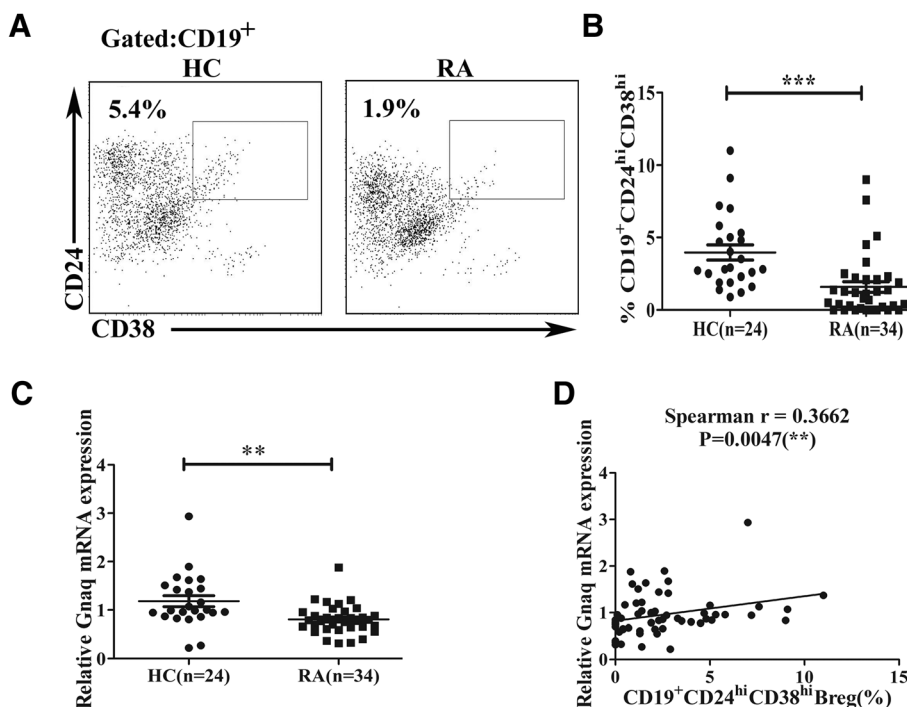 A
Gated:CD19+
HC
RA
5.4%
1.9%
CD24
CD38
B
***
% CD19+CD24hiCD38hi
15
10
5
0
HC(n=24)
RA(n=34)
C
**
Relative Gnaq mRNA expression
4
3
2
1
0
HC(n=24)
RA(n=34)
D
Spearman r = 0.3662
P=0.0047(**)
Relative Gnaq mRNA expression
4
3
2
1
0
0
5
10
15
CD19+CD24hiCD38hiBreg(%)